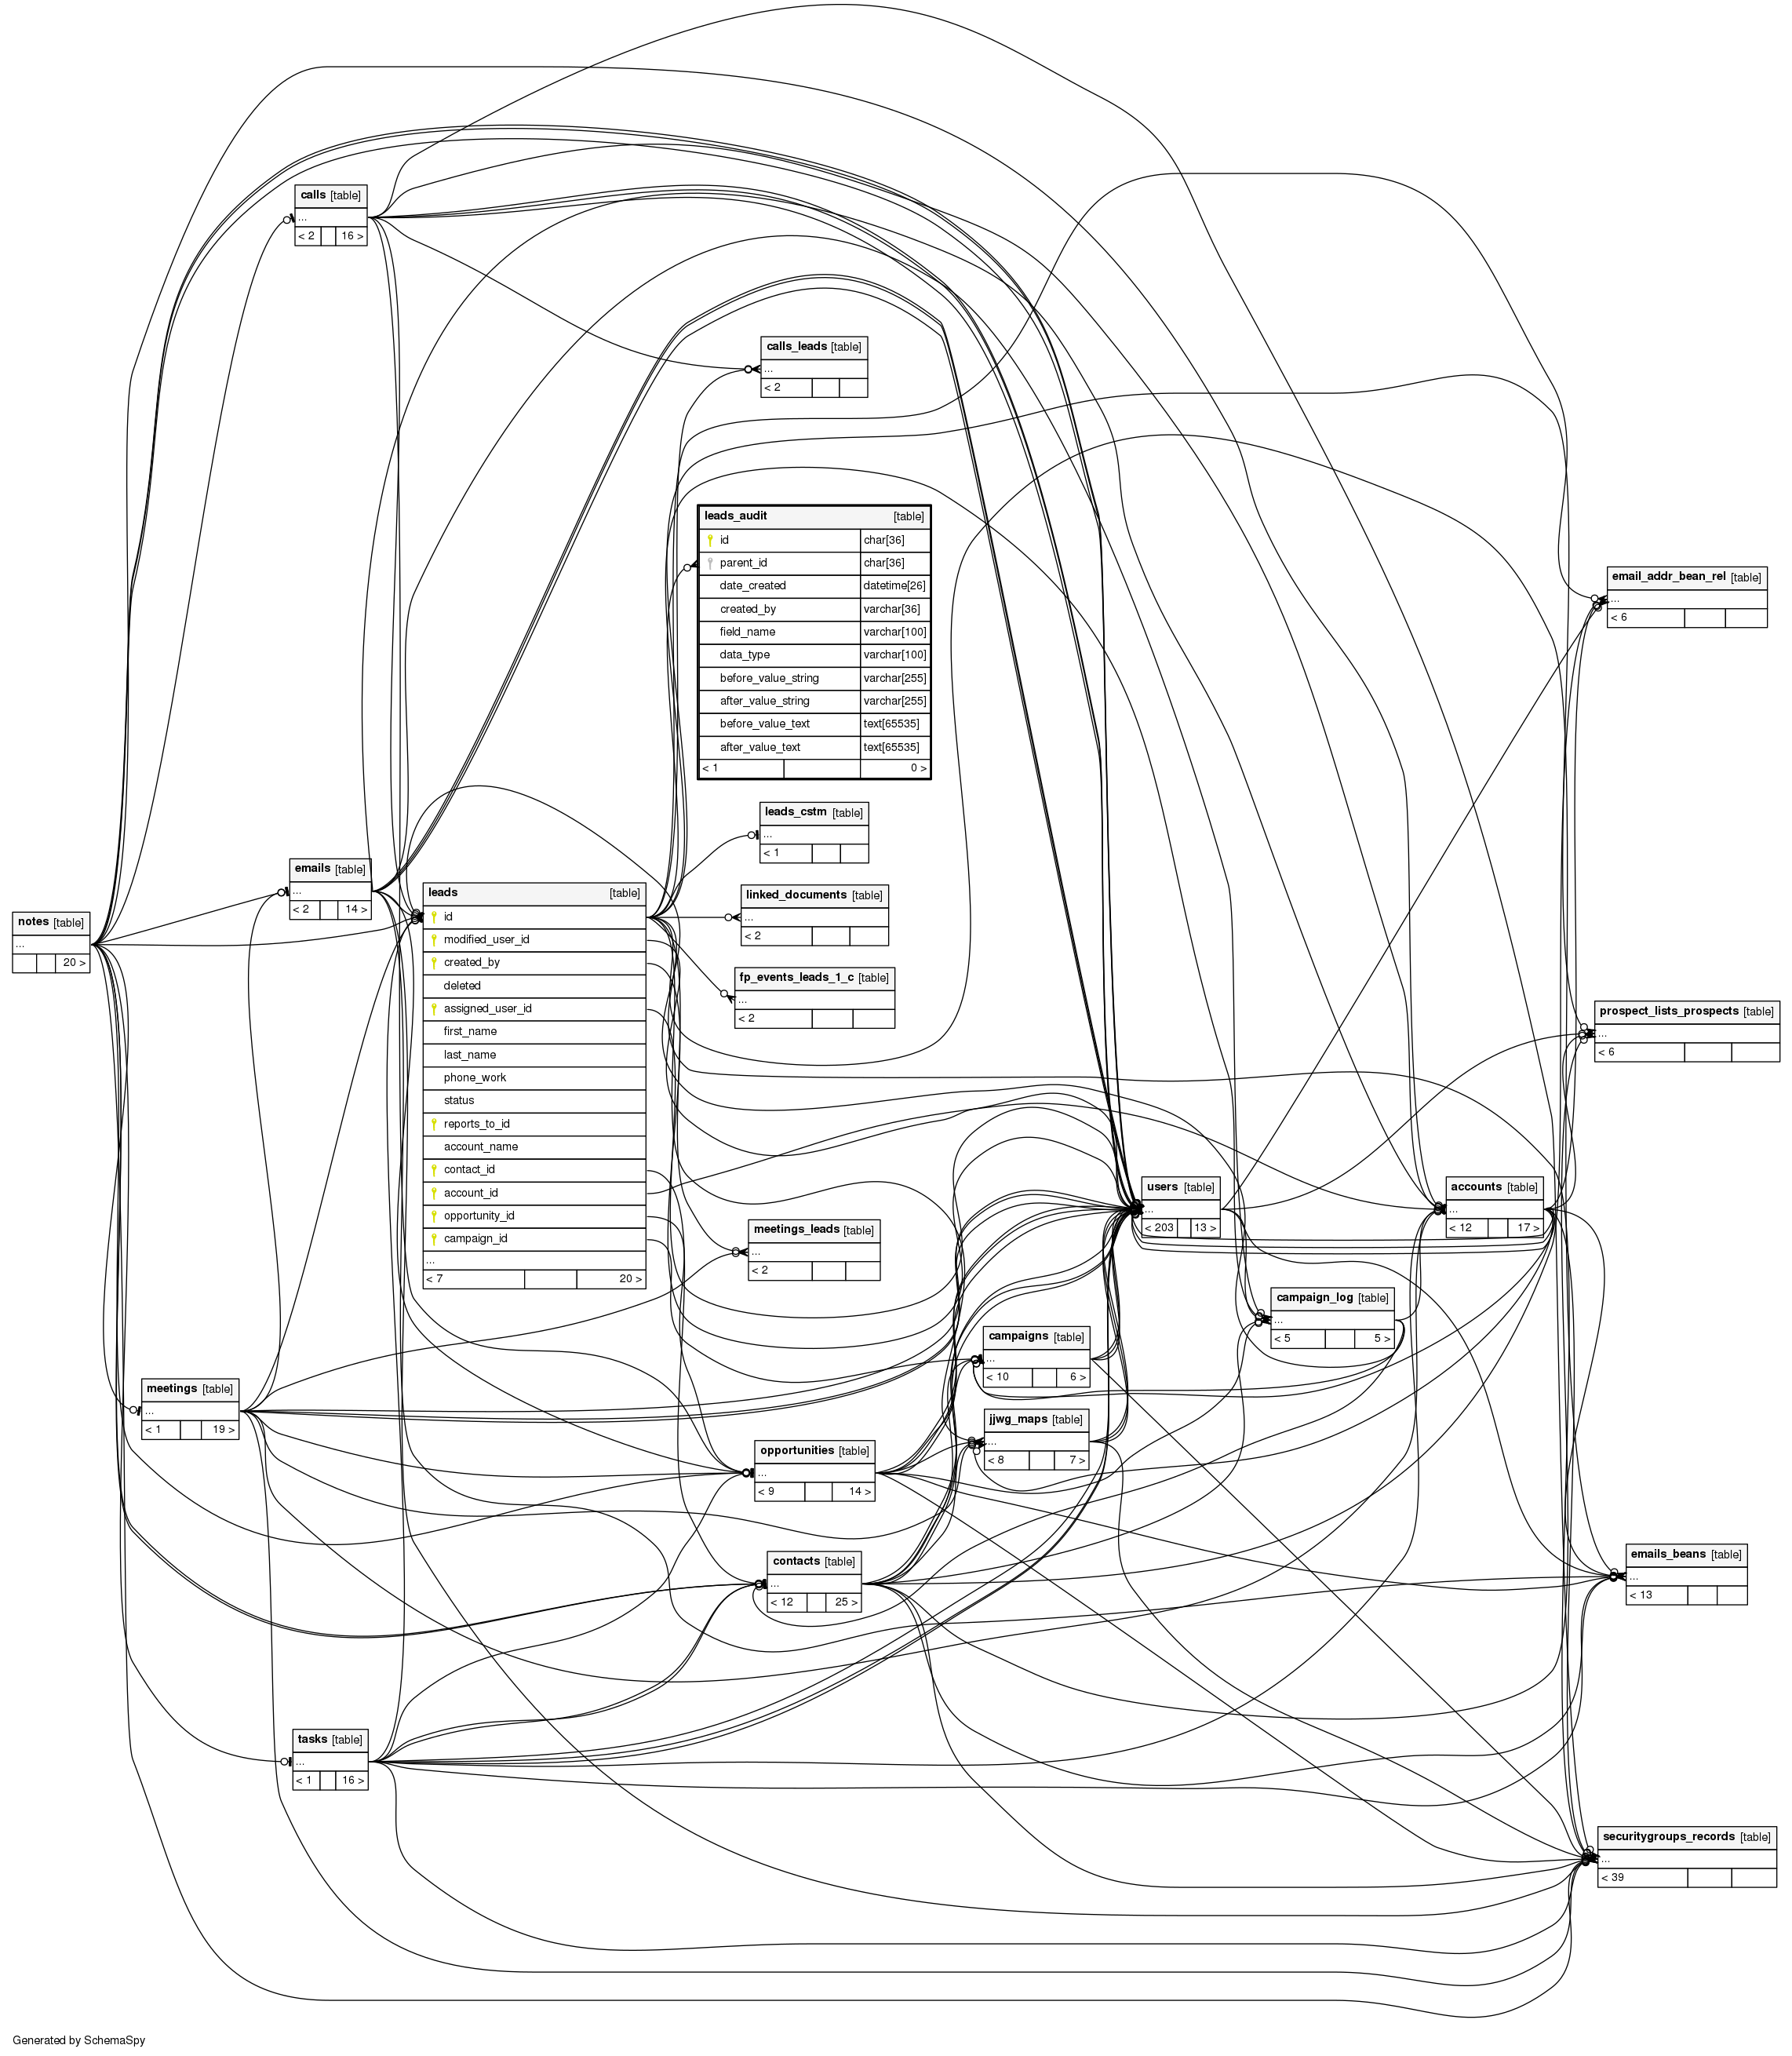 calls [table]
...
< 2 16 >
calls_leads [table]
...
< 2
leads_audit [table]
id char[36]
parent_id char[36]
date_created datetime[26]
created_by varchar[36]
field_name varchar[100]
data_type varchar[100]
before_value_string varchar[255]
after_value_string varchar[255]
before_value_text text[65535]
after_value_text text[65535]
< 1 0 >
email_addr_bean_rel [table]
...
< 6
leads_cstm [table]
...
< 1
emails [table]
...
< 2 14 >
leads [table]
id
modified_user_id
created_by
deleted
assigned_user_id
first_name
last_name
phone_work
status
reports_to_id
account_name
contact_id
account_id
opportunity_id
campaign_id
...
< 7 20 >
linked_documents [table]
...
< 2
notes [table]
...
20 >
fp_events_leads_1_c [table]
...
< 2
prospect_lists_prospects [table]
...
< 6
users [table]
...
< 203 13 >
accounts [table]
...
< 12 17 >
meetings_leads [table]
...
< 2
campaign_log [table]
...
< 5 5 >
campaigns [table]
...
< 10 6 >
meetings [table]
...
< 1 19 >
jjwg_maps [table]
...
< 8 7 >
opportunities [table]
...
< 9 14 >
contacts [table]
...
< 12 25 >
emails_beans [table]
...
< 13
tasks [table]
...
< 1 16 >
securitygroups_records [table]
...
< 39
Generated by SchemaSpy